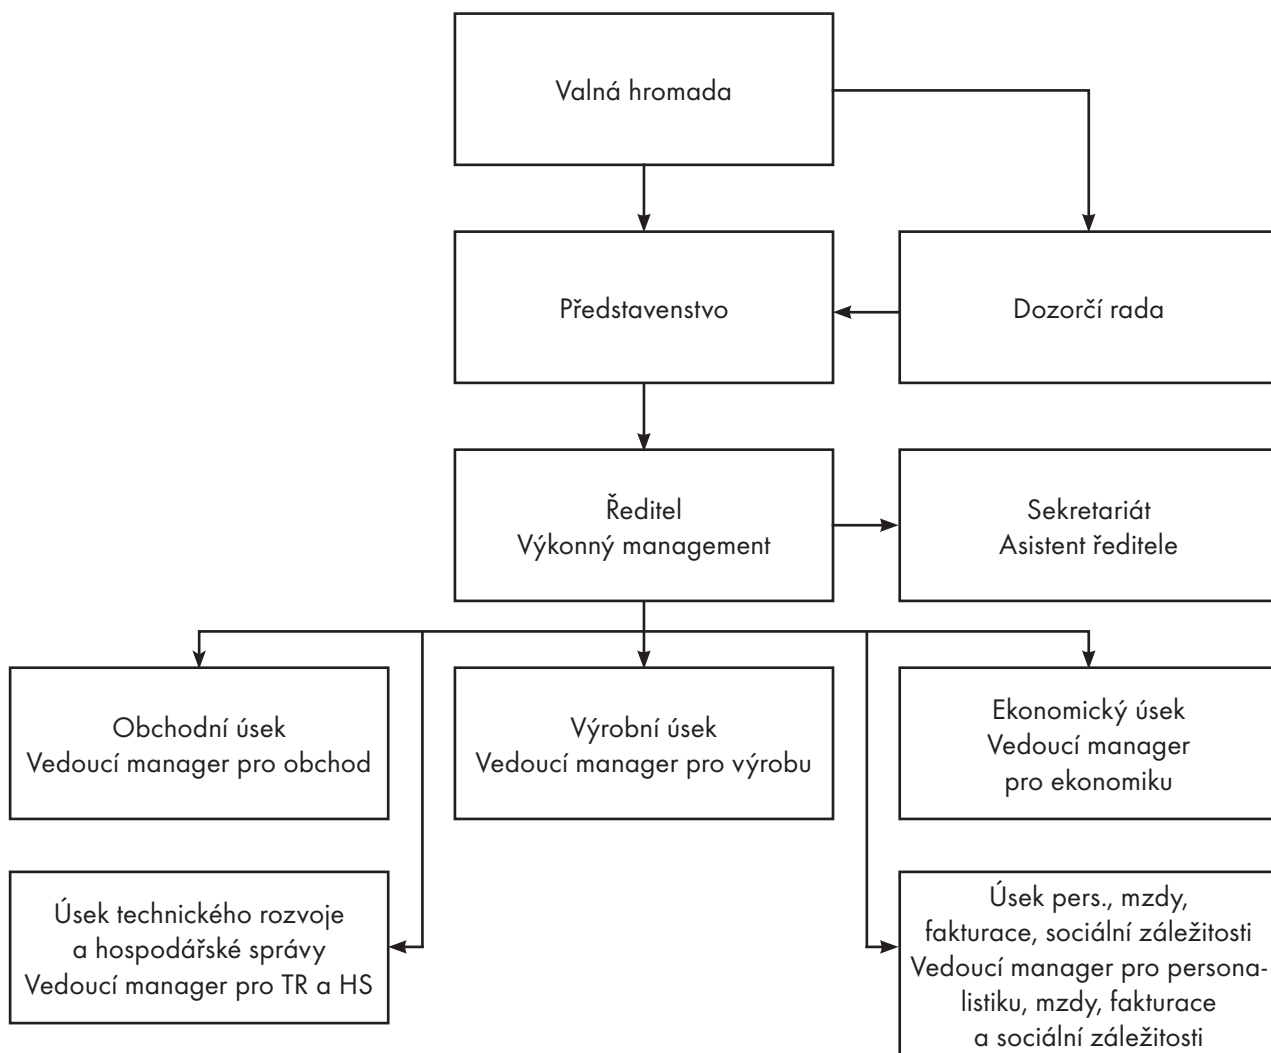 Valná hromada
Představenstvo
Dozorčí rada
Ředitel
Výkonný management
Sekretariát
Asistent ředitele
Obchodní úsek
Vedoucí manager pro obchod
Výrobní úsek
Vedoucí manager pro výrobu
Ekonomický úsek
Vedoucí manager
pro ekonomiku
Úsek technického rozvoje
a hospodářské správy
Vedoucí manager pro TR a HS
Úsek pers., mzdy,
fakturace, sociální záležitosti
Vedoucí manager pro persona-
listiku, mzdy, fakturace
a sociální záležitosti